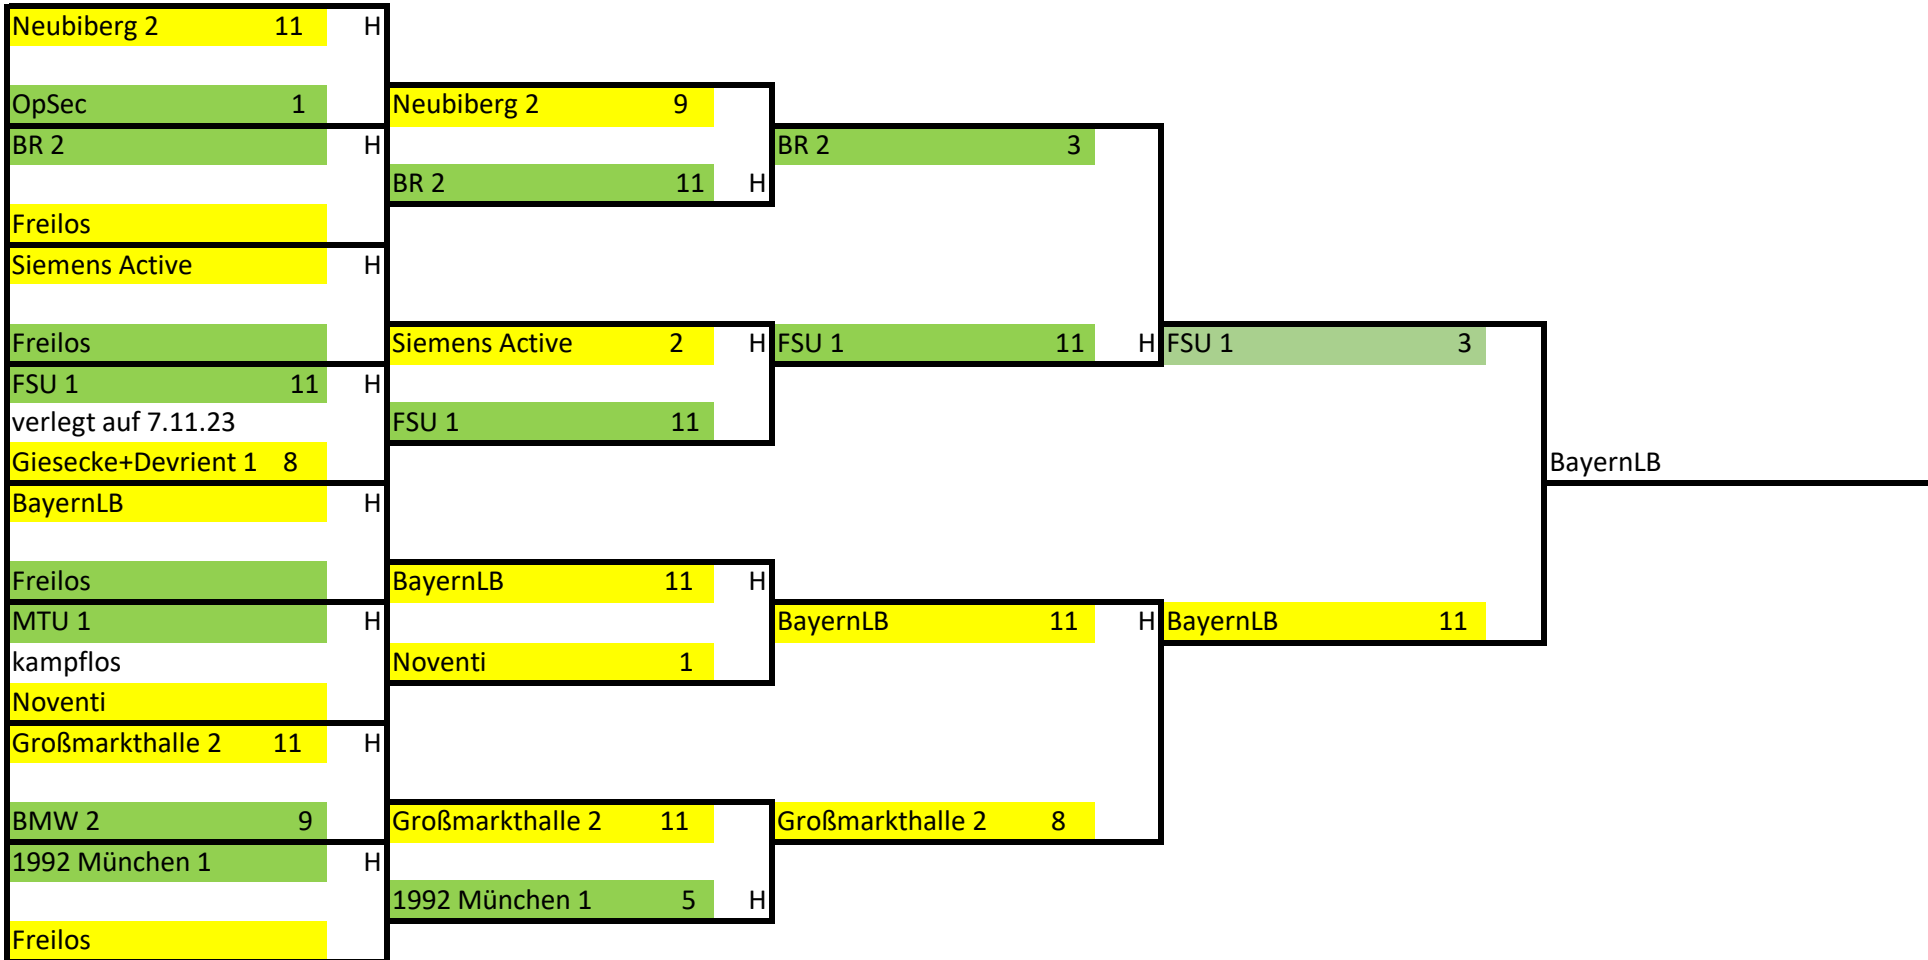 Neubiberg 2 11 H
OpSec 1
BR 2 H
Freilos
Siemens Active H
Freilos
FSU 1 11 H
verlegt auf 7.11.23
Giesecke+Devrient 1 8
BayernLB H
Freilos
MTU 1 H
kampflos
Noventi
Großmarkthalle 2 11 H
BMW 2 9
1992 München 1 H
Freilos
Neubiberg 2 9
BR 2 11 H
Siemens Active 2 H
FSU 1 11
BayernLB 11 H
Noventi 1
Großmarkthalle 2 11
1992 München 1 5 H
BR 2 3
FSU 1 11 H
BayernLB 11 H
Großmarkthalle 2 8
FSU 1 3
BayernLB 11
BayernLB